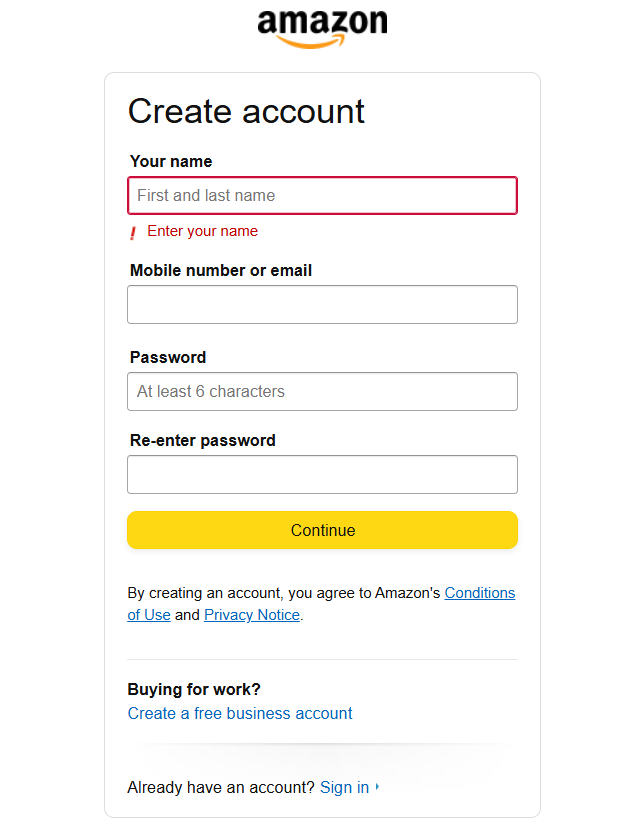 amazon
Create account
Your name
First and last name
! Enter your name
Mobile number or email
Password
At least 6 characters
Re-enter password
Continue
By creating an account, you agree to Amazon's Conditions
of Use and Privacy Notice.
Buying for work?
Create a free business account
Already have an account? Sign in